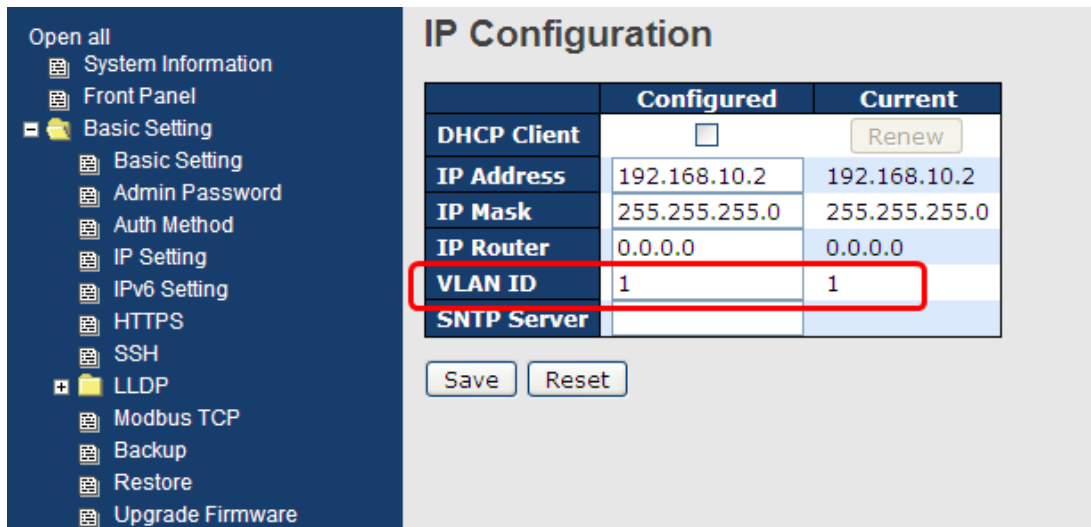 Open all
System Information
Front Panel
Basic Setting
Basic Setting
Admin Password
Auth Method
IP Setting
IPv6 Setting
HTTPS
SSH
LLDP
Modbus TCP
Backup
Restore
Upgrade Firmware
IP Configuration
Configured Current
DHCP Client Renew
IP Address 192.168.10.2 192.168.10.2
IP Mask 255.255.255.0 255.255.255.0
IP Router 0.0.0.0 0.0.0.0
VLAN ID 1 1
SNTP Server
Save Reset